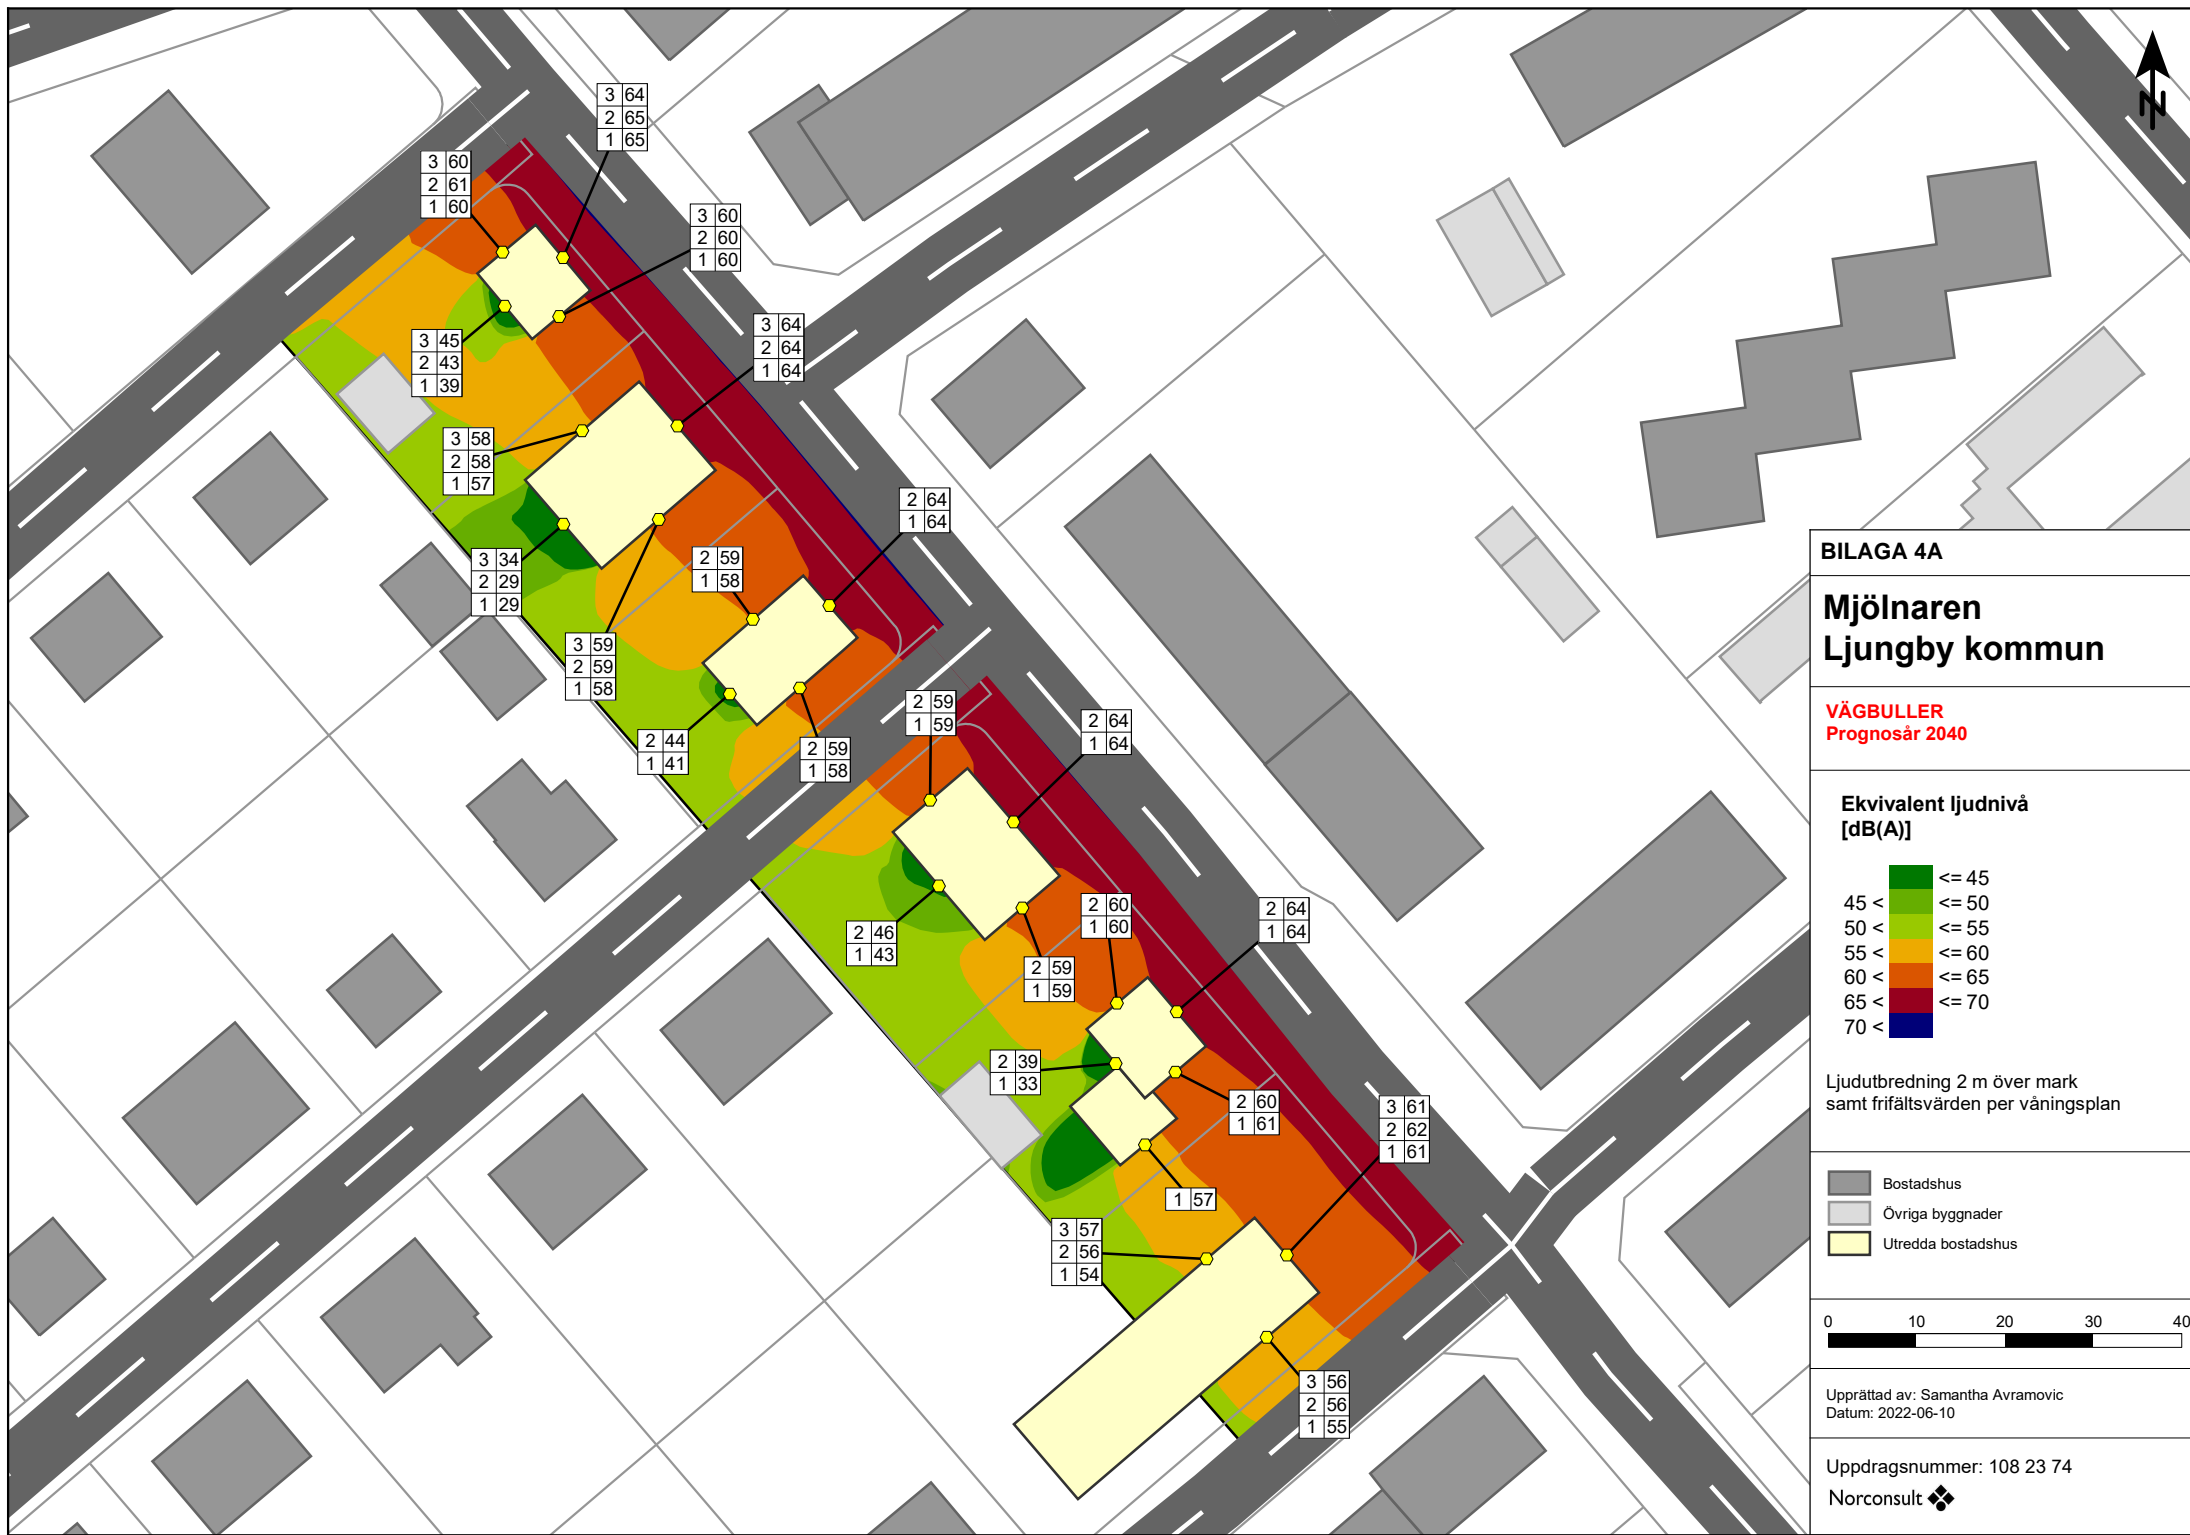 3 64
2 65
1 65
3 60
2 61
1 60
3 60
2 60
1 60
3 45
2 43
1 39
3 64
2 64
1 64
3 58
2 58
1 57
2 64
1 64
3 34
2 29
1 29
2 59
1 58
3 59
2 59
1 58
2 44
1 41
2 59
1 58
2 59
1 59
2 64
1 64
2 46
1 43
2 59
1 59
2 60
1 60
2 64
1 64
2 39
1 33
2 60
1 61
3 61
2 62
1 61
1 57
3 57
2 56
1 54
3 56
2 56
1 55
N
BILAGA 4A
Mjölnaren
Ljungby kommun
VÄGBULLER
Prognosår 2040
Ekvivalent ljudnivå
[dB(A)]
<= 45
45 < <= 50
50 < <= 55
55 < <= 60
60 < <= 65
65 < <= 70
70 <
Ljudutbredning 2 m över mark
samt frifältsvärden per våningsplan
Bostadshus
Övriga byggnader
Utredda bostadshus
0 10 20 30 40
Upprättad av: Samantha Avramovic
Datum: 2022-06-10
Uppdragsnummer: 108 23 74
Norconsult